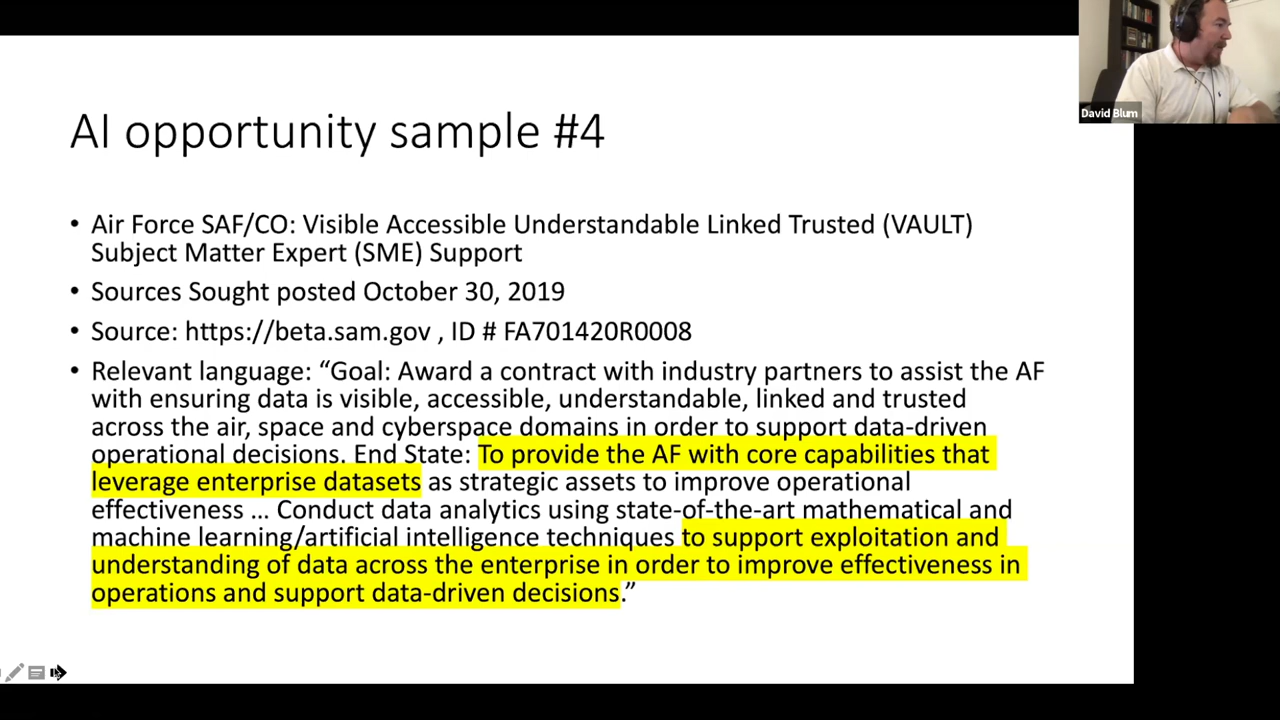 AI opportunity sample #4
David Blum
• Air Force SAF/CO: Visible Accessible Understandable Linked Trusted (VAULT)
Subject Matter Expert (SME) Support
• Sources Sought posted October 30, 2019
• Source: https://beta.sam.gov , ID # FA701420R0008
• Relevant language: “Goal: Award a contract with industry partners to assist the AF
with ensuring data is visible, accessible, understandable, linked and trusted
across the air, space and cyberspace domains in order to support data-driven
operational decisions. End State: To provide the AF with core capabilities that
leverage enterprise datasets as strategic assets to improve operational
effectiveness … Conduct data analytics using state-of-the-art mathematical and
machine learning/artificial intelligence techniques to support exploitation and
understanding of data across the enterprise in order to improve effectiveness in
operations and support data-driven decisions.”